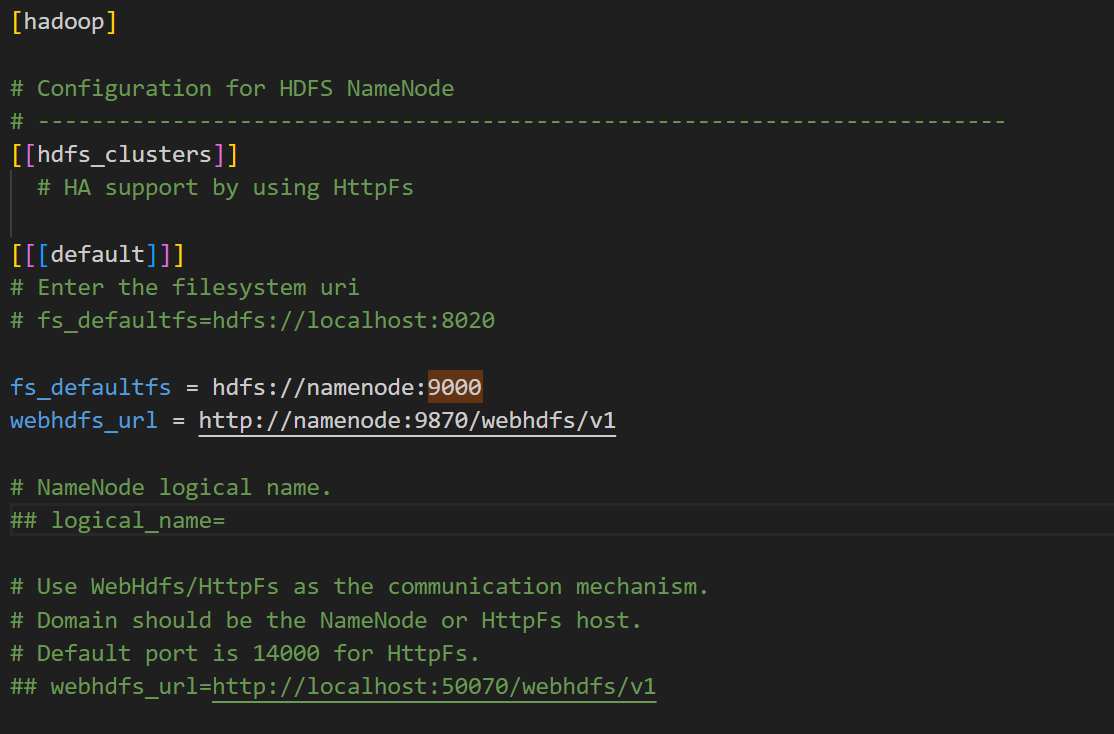 [hadoop]
# Configuration for HDFS NameNode
# ------------------------------------------------------------------------
[[hdfs_clusters]]
# HA support by using HttpFs
[[[default]]]
# Enter the filesystem uri
# fs_defaultfs=hdfs://localhost:8020
fs_defaultfs = hdfs://namenode:9000
webhdfs_url = http://namenode:9870/webhdfs/v1
# NameNode logical name.
## logical_name=
# Use WebHdfs/HttpFs as the communication mechanism.
# Domain should be the NameNode or HttpFs host.
# Default port is 14000 for HttpFs.
## webhdfs_url=http://localhost:50070/webhdfs/v1